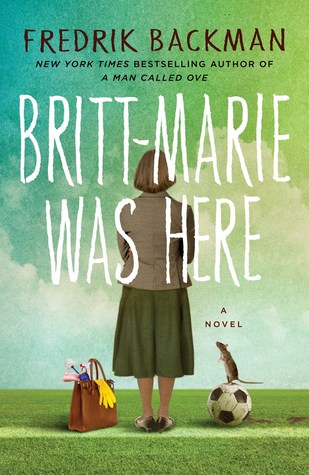 FREDRIK BACKMAN
NEW YORK TIMES BESTSELLING AUTHOR OF
A MAN CALLED OVE
BRITT-MARIE
WAS HERE
A
NOVEL